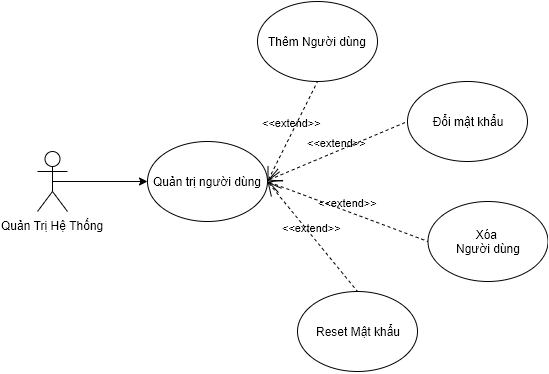 Thêm Người dùng
<<extend>>
Đổi mật khẩu
<<extend>>
Quản trị người dùng
Quản Trị Hệ Thống
<<extend>>
<<extend>>
Xóa
Người dùng
Reset Mật khẩu